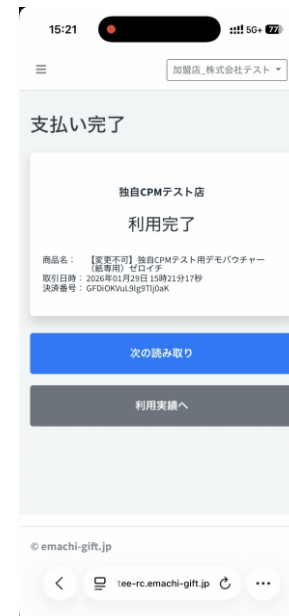 15:21
5G+ 77
加盟店_株式会社テスト
支払い完了
独自CPMテスト店
利用完了
商品名： 【変更不可】独自CPMテスト用デモバウチャー
（紙専用）ゼロイチ
取引日時：2026年01月29日 15時21分17秒
決済番号：GFDiOKVuL9lg9Tlj0aK
次の読み取り
利用実績へ
© emachi-gift.jp
tee-rc.emachi-gift.jp